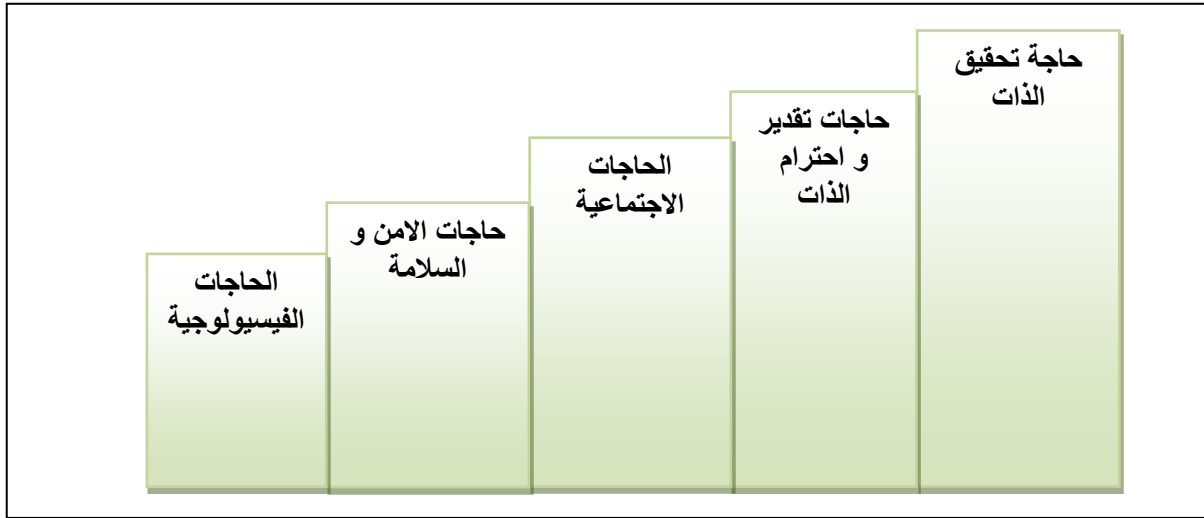 حاجة تحقيق
الذات
حاجات تقدير
و احترام
الذات
الحاجات
الاجتماعية
حاجات الامن و
السلامة
الحاجات
الفيسيولوجية